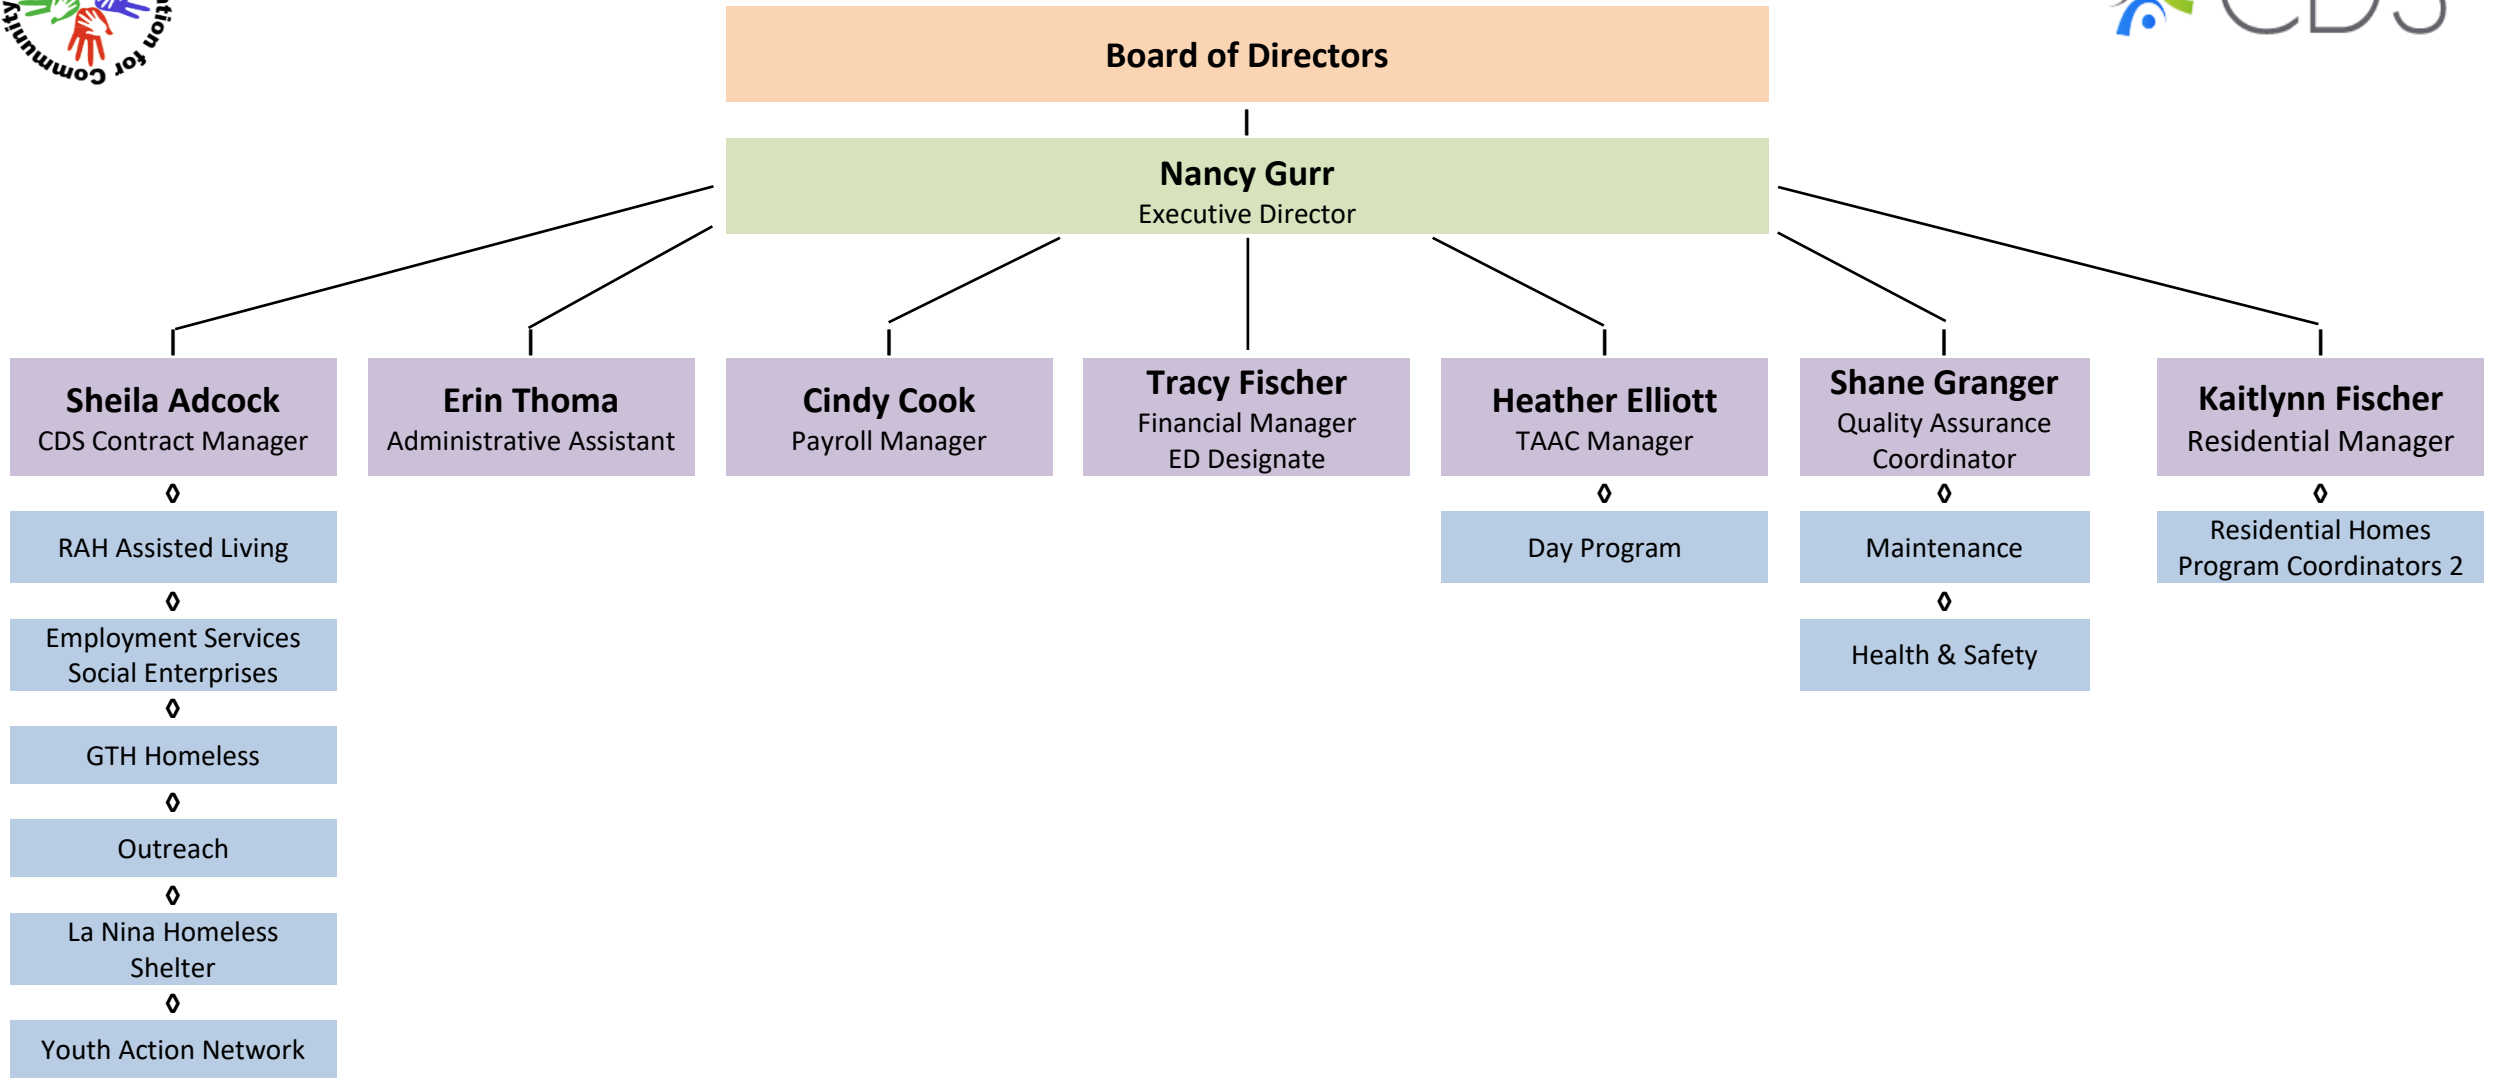 for Community
CDS
Board of Directors
Nancy Gurr
Executive Director
Sheila Adcock
CDS Contract Manager
Erin Thoma
Administrative Assistant
Cindy Cook
Payroll Manager
Tracy Fischer
Financial Manager
ED Designate
Heather Elliott
TAAC Manager
Shane Granger
Quality Assurance
Coordinator
Kaitlynn Fischer
Residential Manager
RAH Assisted Living
Employment Services
Social Enterprises
GTH Homeless
Outreach
La Nina Homeless
Shelter
Youth Action Network
Day Program
Maintenance
Health & Safety
Residential Homes
Program Coordinators 2